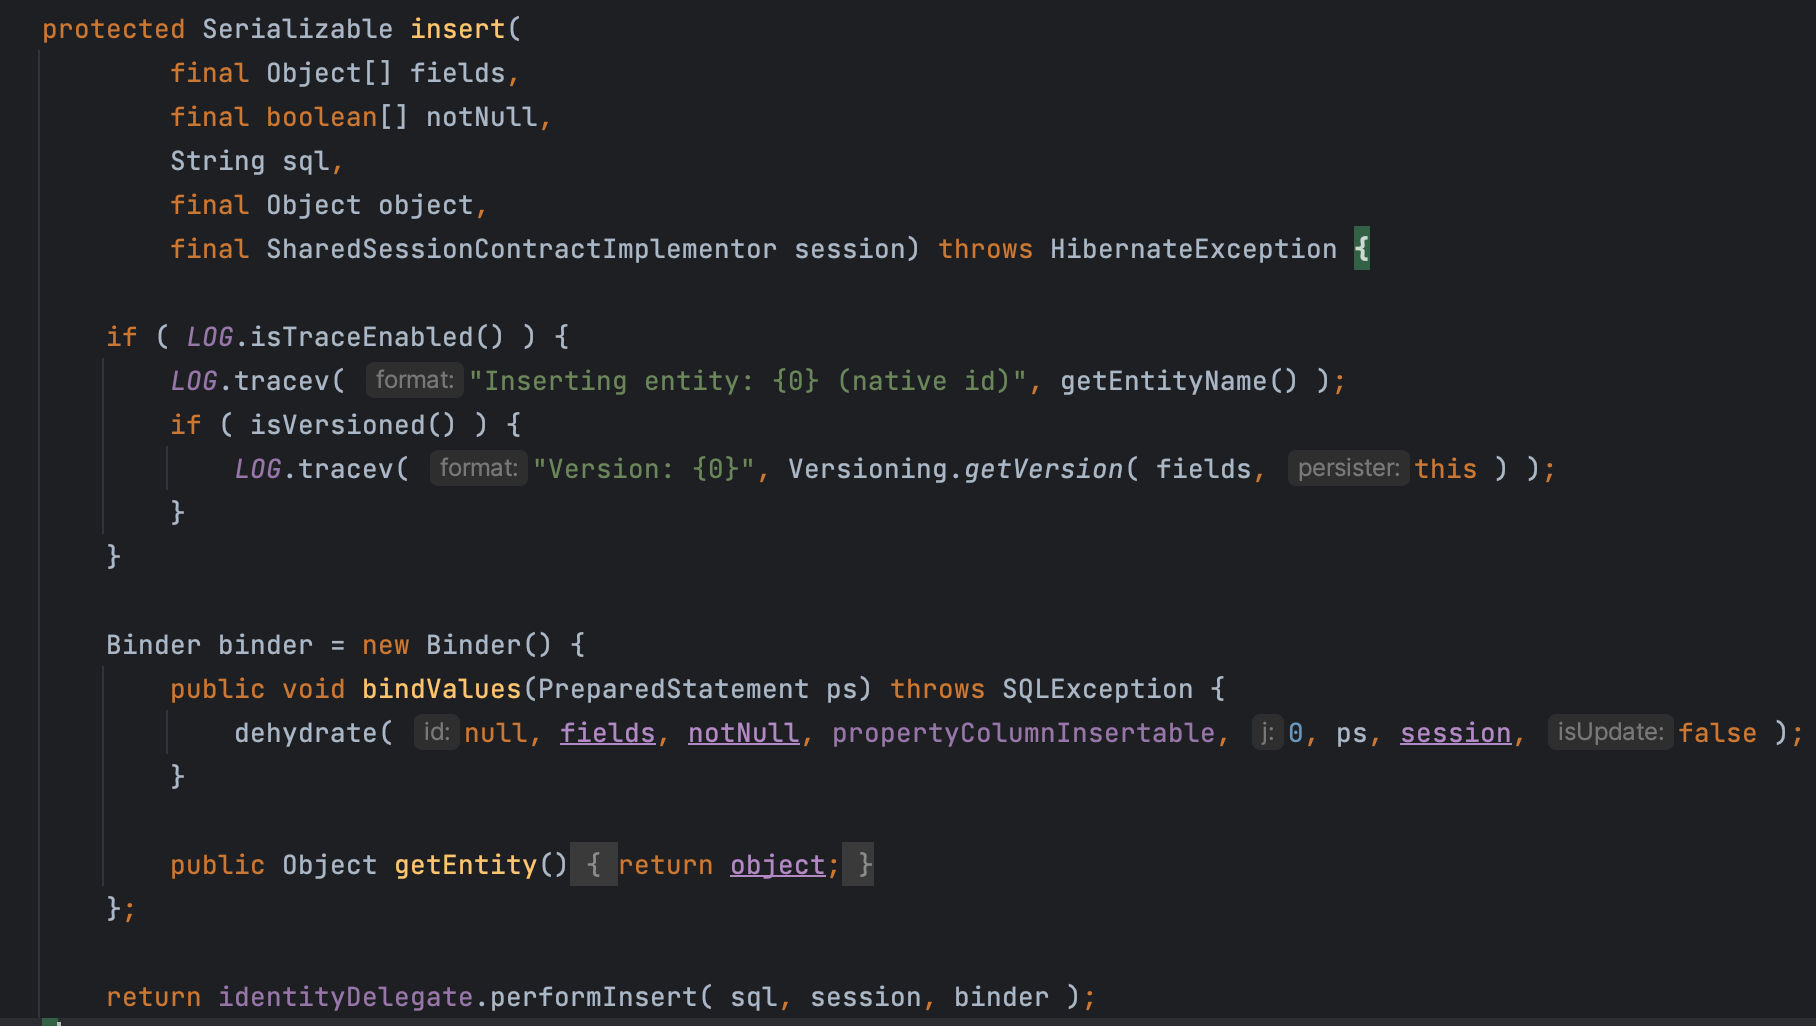 protected Serializable insert(
final Object[] fields,
final boolean[] notNull,
String sql,
final Object object,
final SharedSessionContractImplementor session) throws HibernateException {
if ( LOG.isTraceEnabled() ) {
LOG.tracev( format: "Inserting entity: {0} (native id)", getEntityName() );
if ( isVersioned() ) {
LOG.tracev( format: "Version: {0}", Versioning.getVersion( fields, persister: this ) );
}
}
Binder binder = new Binder() {
public void bindValues(PreparedStatement ps) throws SQLException {
dehydrate( id: null, fields, notNull, propertyColumnInsertable, j: 0, ps, session, isUpdate: false );
}
public Object getEntity() { return object; }
};
return identityDelegate.performInsert( sql, session, binder );